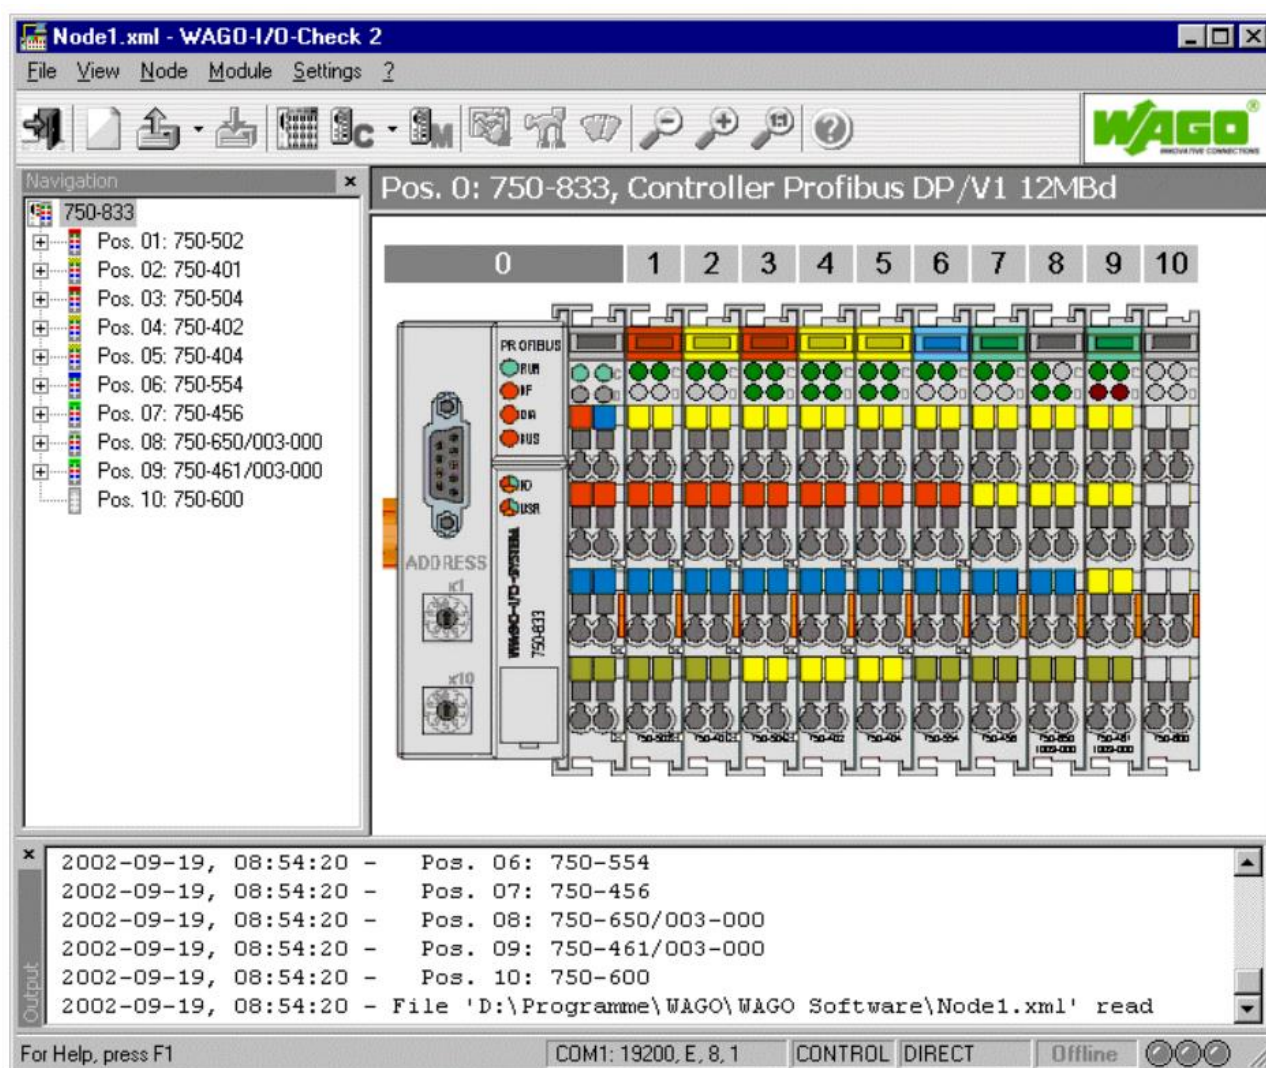 Node1.xml - WAGO-I/O-Check 2
File View Node Module Settings ?
C M 1:1 ?
WAGO®
INNOVATIVE CONNECTIONS
Navigation
Pos. 0: 750-833, Controller Profibus DP/V1 12MBd
750-833
Pos. 01: 750-502
Pos. 02: 750-401
Pos. 03: 750-504
Pos. 04: 750-402
Pos. 05: 750-404
Pos. 06: 750-554
Pos. 07: 750-456
Pos. 08: 750-650/003-000
Pos. 09: 750-461/003-000
Pos. 10: 750-600
0 1 2 3 4 5 6 7 8 9 10
PROFIBUS
RUN
BF
DIA
BUS
I/O
USR
ADDRESS
x1
x10
WAGO-I/O-SYSTEM
750-833
2002-09-19, 08:54:20 - Pos. 06: 750-554
2002-09-19, 08:54:20 - Pos. 07: 750-456
2002-09-19, 08:54:20 - Pos. 08: 750-650/003-000
2002-09-19, 08:54:20 - Pos. 09: 750-461/003-000
2002-09-19, 08:54:20 - Pos. 10: 750-600
2002-09-19, 08:54:20 - File 'D:\Programme\WAGO\WAGO Software\Node1.xml' read
Output
For Help, press F1
COM1: 19200, E, 8, 1
CONTROL
DIRECT
Offline